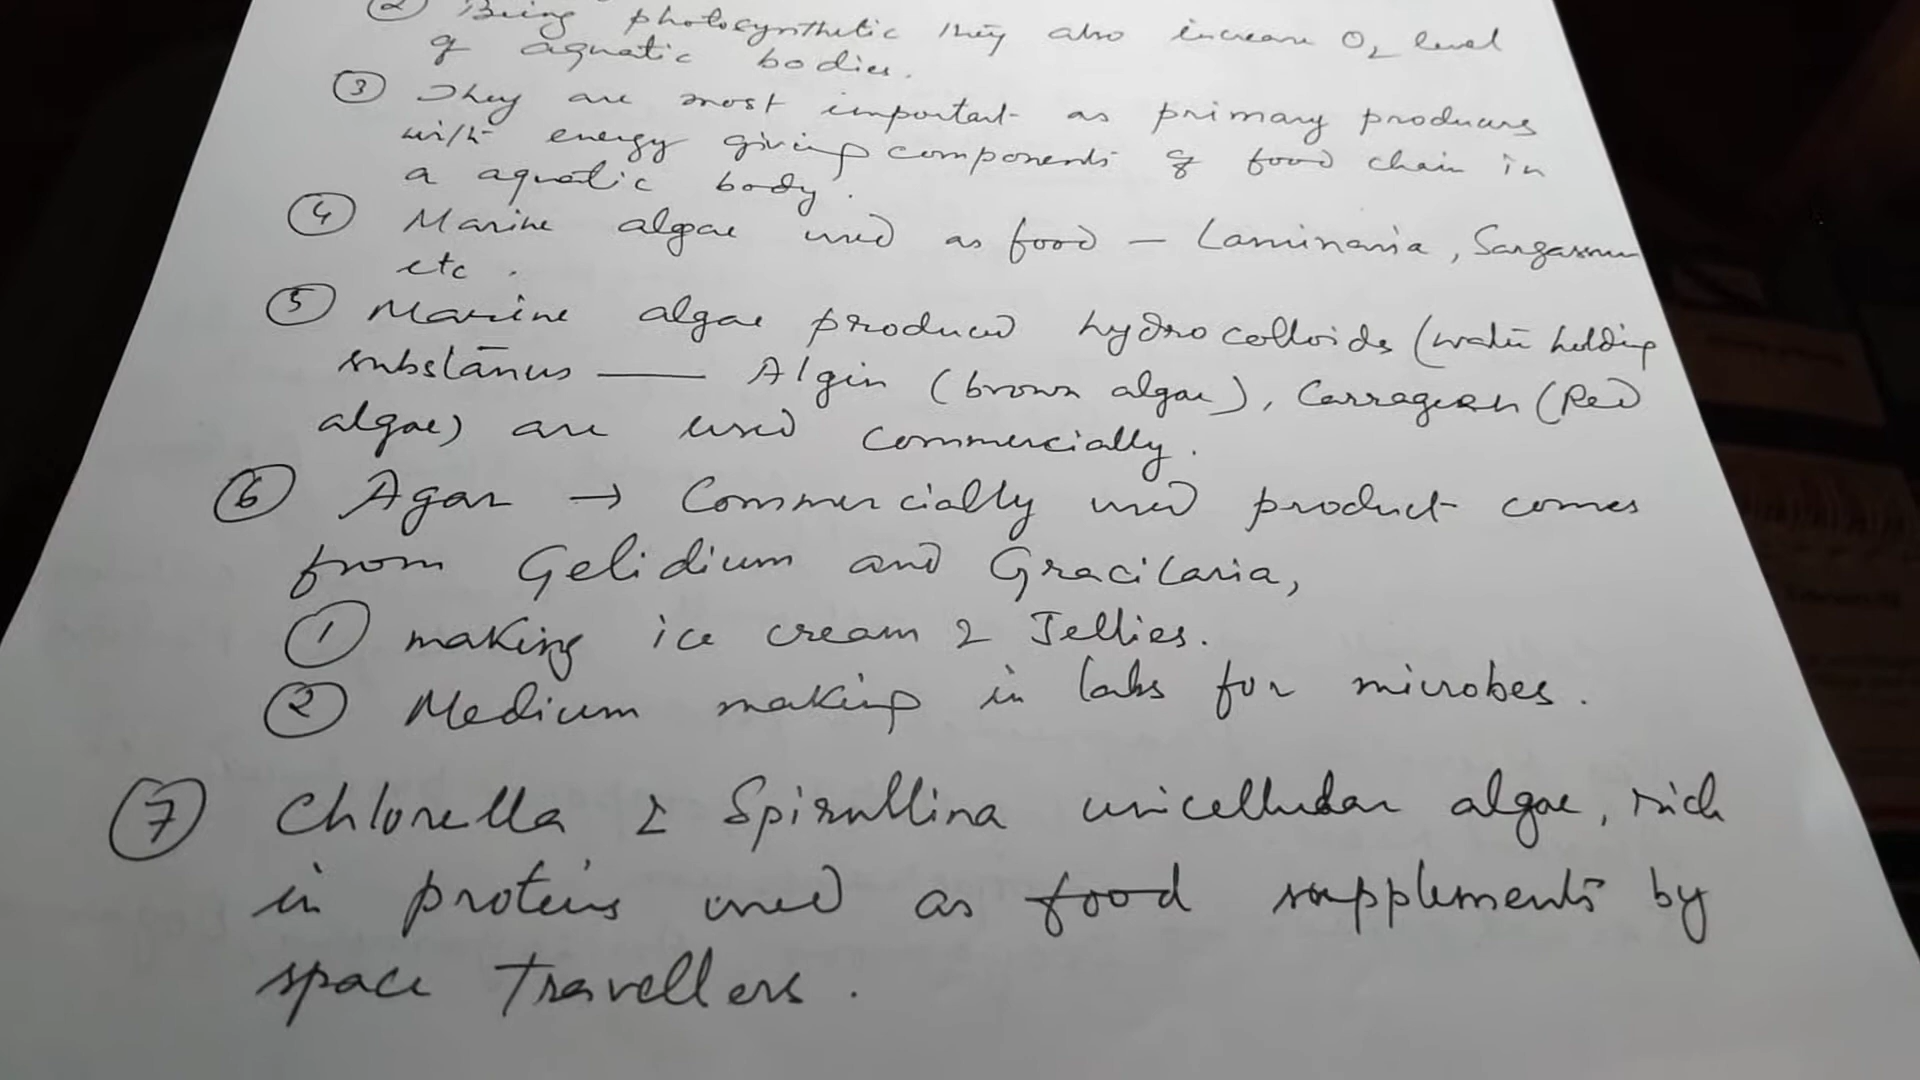 ② Being photosynthetic they also increase O₂ level
of aquatic bodies.
③ They are most important as primary producers
with energy giving components of food chain in
a aquatic body.
④ Marine algae used as food – Laminaria, Sargassum
etc.
⑤ Marine algae produced hydrocolloids (water holding
substances — Algin (brown algae), Carrageen (Red
algae) are used commercially.
⑥ Agar → Commercially used product comes
from Gelidium and Gracilaria,
① making ice cream & Jellies.
② Medium making in labs for microbes.
⑦ Chlorella & Spirullina unicellular algae, rich
in proteins used as food supplements by
space Travellers.